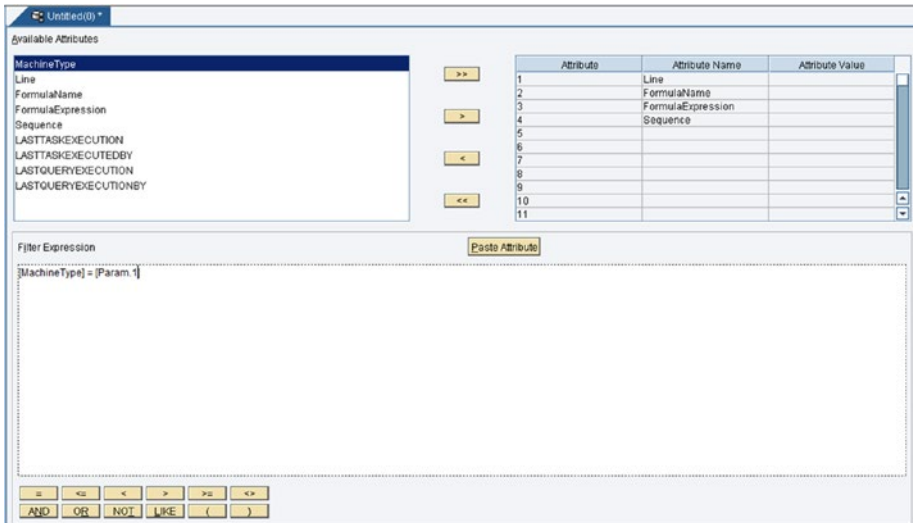 Untitled(0) *
Available Attributes
MachineType
Line
FormulaName
FormulaExpression
Sequence
LASTTASKEXECUTION
LASTTASKEXECUTEDBY
LASTQUERYEXECUTION
LASTQUERYEXECUTIONBY
>>
>
<
<<
Attribute Attribute Name Attribute Value
1 Line
2 FormulaName
3 FormulaExpression
4 Sequence
5
6
7
8
9
10
11
Filter Expression
Paste Attribute
[MachineType] = [Param.1]
= <= < > >= <>
AND OR NOT LIKE ( )